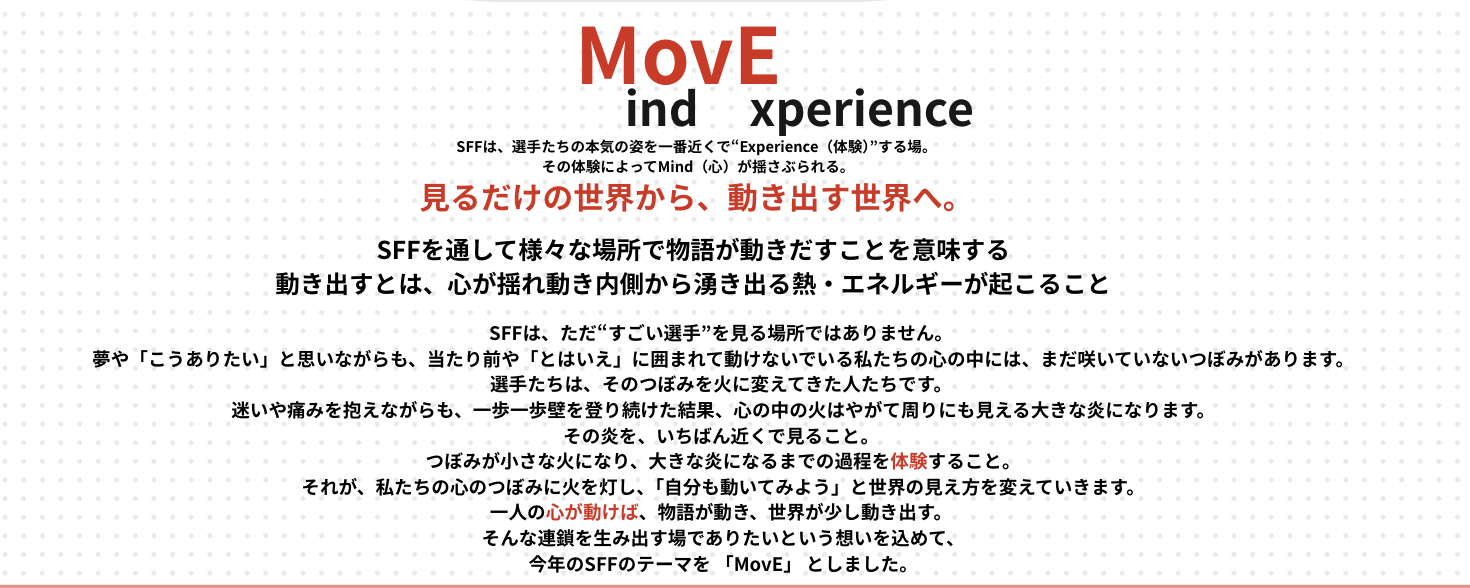 MovE
ind xperience
SFFは、選手たちの本気の姿を一番近くで“Experience（体験）”する場。
その体験によってMind（心）が揺さぶられる。
見るだけの世界から、動き出す世界へ。
SFFを通して様々な場所で物語が動きだすことを意味する
動き出すとは、心が揺れ動き内側から湧き出る熱・エネルギーが起こること
SFFは、ただ“すごい選手”を見る場所ではありません。
夢や「こうありたい」と思いながらも、当たり前や「とはいえ」に囲まれて動けないでいる私たちの心の中には、まだ咲いていないつぼみがあります。
選手たちは、そのつぼみを火に変えてきた人たちです。
迷いや痛みを抱えながらも、一歩一歩壁を登り続けた結果、心の中の火はやがて周りにも見える大きな炎になります。
その炎を、いちばん近くで見ること。
つぼみが小さな火になり、大きな炎になるまでの過程を体験すること。
それが、私たちの心のつぼみに火を灯し、「自分も動いてみよう」と世界の見え方を変えていきます。
一人の心が動けば、物語が動き、世界が少し動き出す。
そんな連鎖を生み出す場でありたいという想いを込めて、
今年のSFFのテーマを 「MovE」 としました。